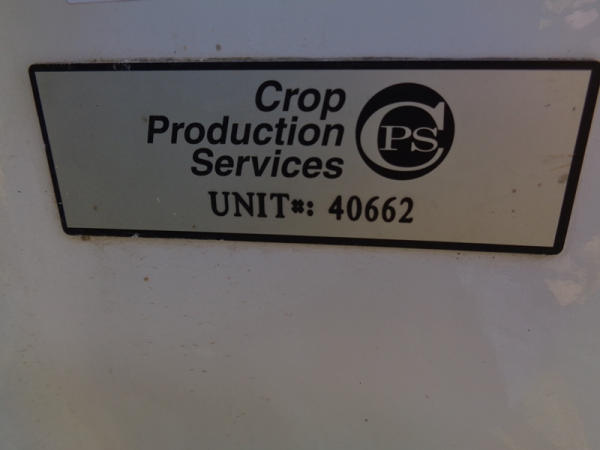 Crop
Production
Services
CPS
UNIT#: 40662